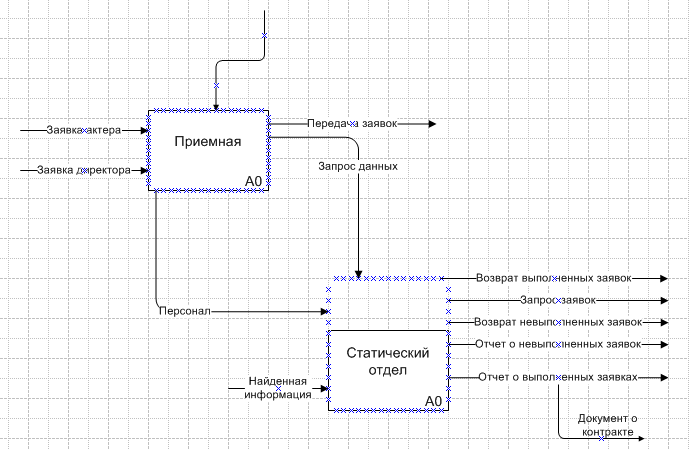 Заявка актера
Передача заявок
Приемная
Запрос данных
Заявка директора
A0
Возврат выполненных заявок
Запрос заявок
Персонал
Возврат невыполненных заявок
Отчет о невыполненных заявок
Статический
отдел
Отчет о выполненных заявках
Найденная
информация
A0
Документ о
контракте